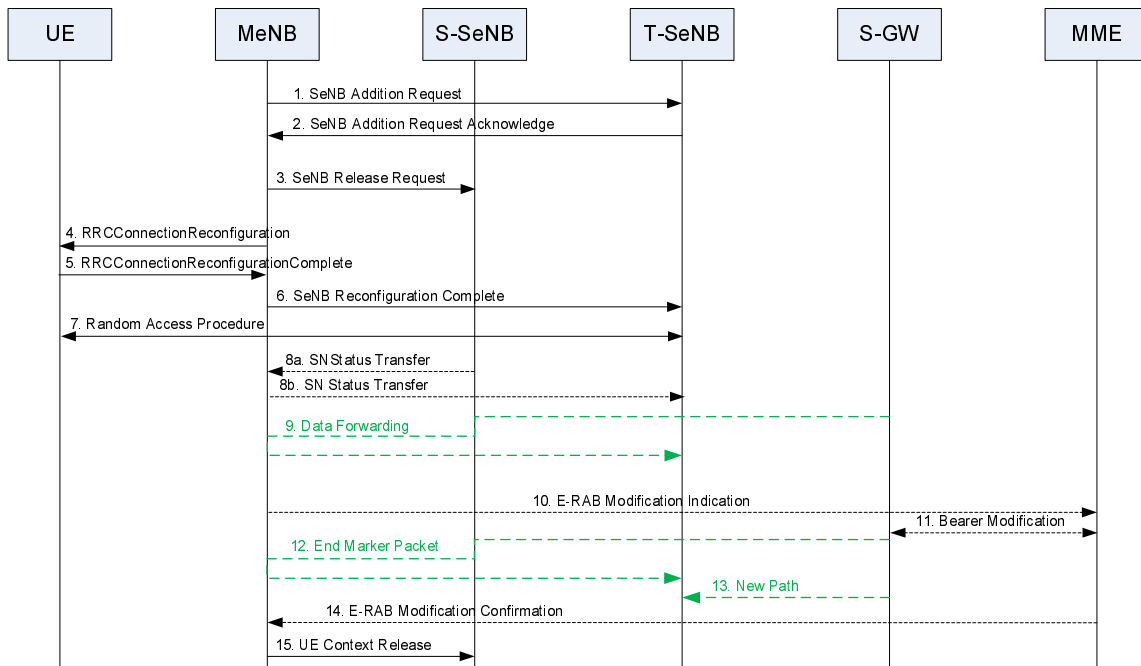 UE
MeNB
S-SeNB
T-SeNB
S-GW
MME
1. SeNB Addition Request
2. SeNB Addition Request Acknowledge
3. SeNB Release Request
4. RRCConnectionReconfiguration
5. RRCConnectionReconfigurationComplete
6. SeNB Reconfiguration Complete
7. Random Access Procedure
8a. SNStatus Transfer
8b. SN Status Transfer
9. Data Forwarding
10. E-RAB Modification Indication
11. Bearer Modification
12. End Marker Packet
13. New Path
14. E-RAB Modification Confirmation
15. UE Context Release